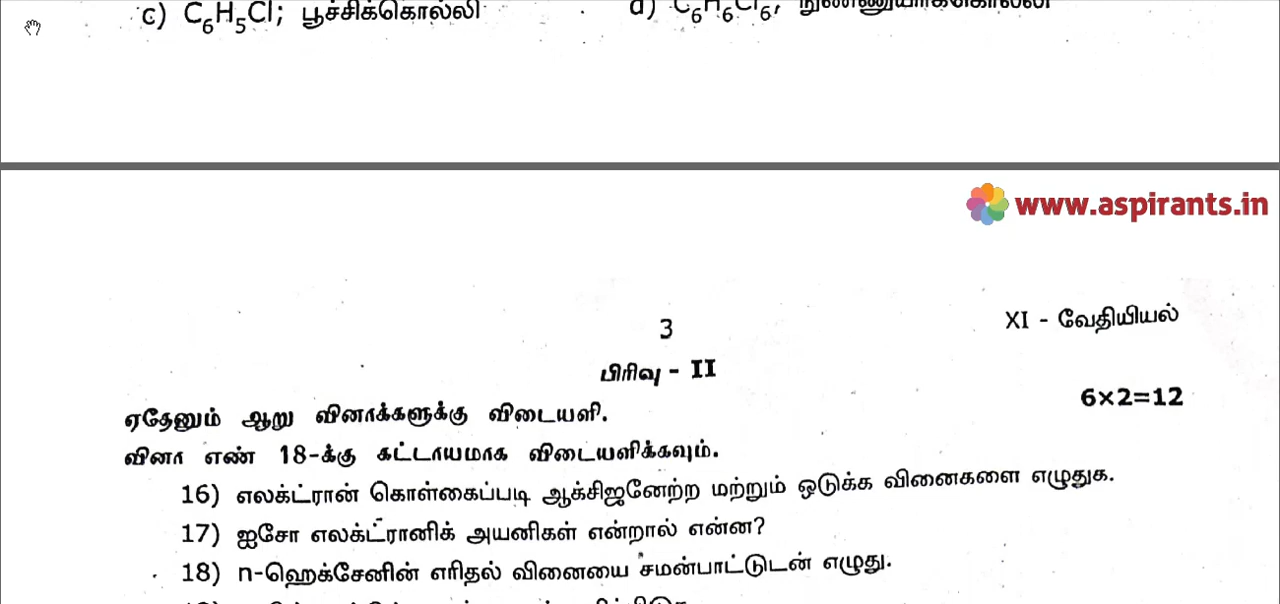 c) C₆H₅Cl; பூச்சிக்கொல்லி d) C₆H₆Cl₆,
www.aspirants.in
3
XI - வேதியியல்
பிரிவு - II
6×2=12
ஏதேனும் ஆறு வினாக்களுக்கு விடையளி.
வினா எண் 18-க்கு கட்டாயமாக விடையளிக்கவும்.
16) எலக்ட்ரான் கொள்கைப்படி ஆக்சிஜனேற்ற மற்றும் ஒடுக்க வினைகளை எழுதுக.
17) ஐசோ எலக்ட்ரானிக் அயனிகள் என்றால் என்ன?
18) n-ஹெக்சேனின் எரிதல் வினையை சமன்பாட்டுடன் எழுது.